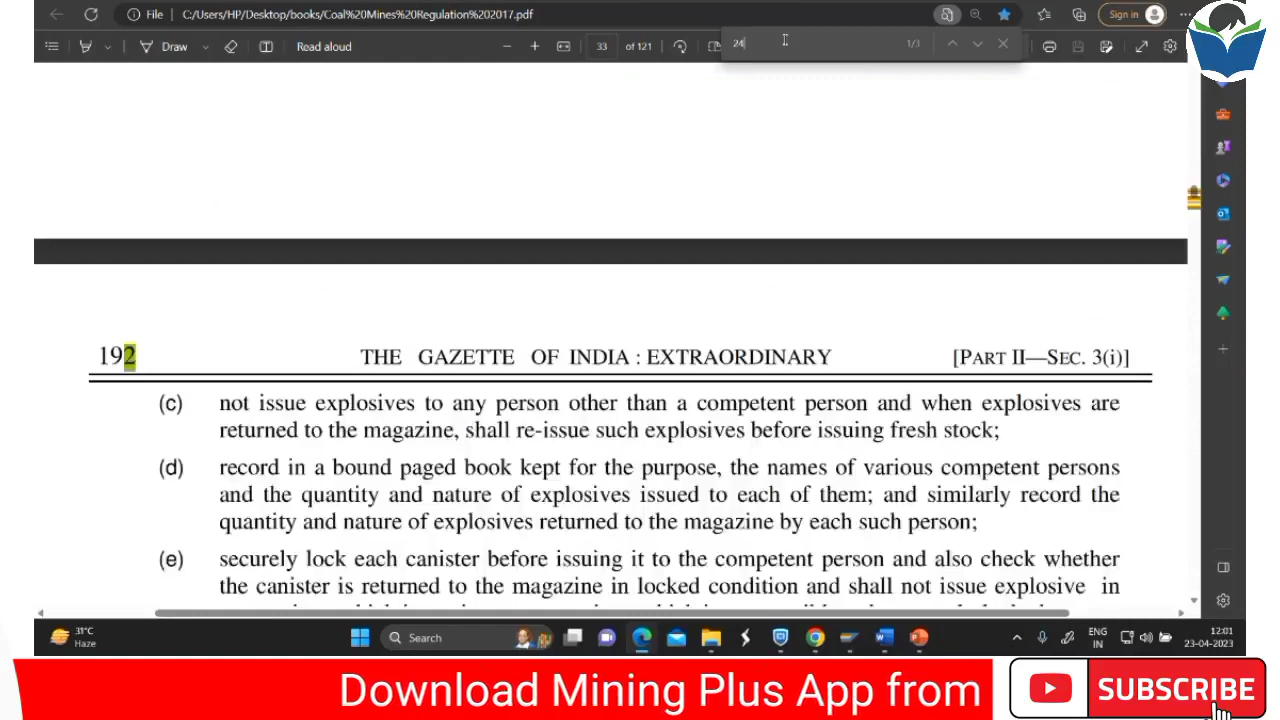 File | C:/Users/HP/Desktop/books/Coal%20Mines%20Regulation%202017.pdf
Sign in
Draw
Read aloud
33 of 121
24
1/3
192 THE GAZETTE OF INDIA : EXTRAORDINARY [PART II—SEC. 3(i)]
(c) not issue explosives to any person other than a competent person and when explosives are
returned to the magazine, shall re-issue such explosives before issuing fresh stock;
(d) record in a bound paged book kept for the purpose, the names of various competent persons
and the quantity and nature of explosives issued to each of them; and similarly record the
quantity and nature of explosives returned to the magazine by each such person;
(e) securely lock each canister before issuing it to the competent person and also check whether
the canister is returned to the magazine in locked condition and shall not issue explosive in
31°C
Haze
Search
ENG
IN
12:01
23-04-2023
Download Mining Plus App from
SUBSCRIBE